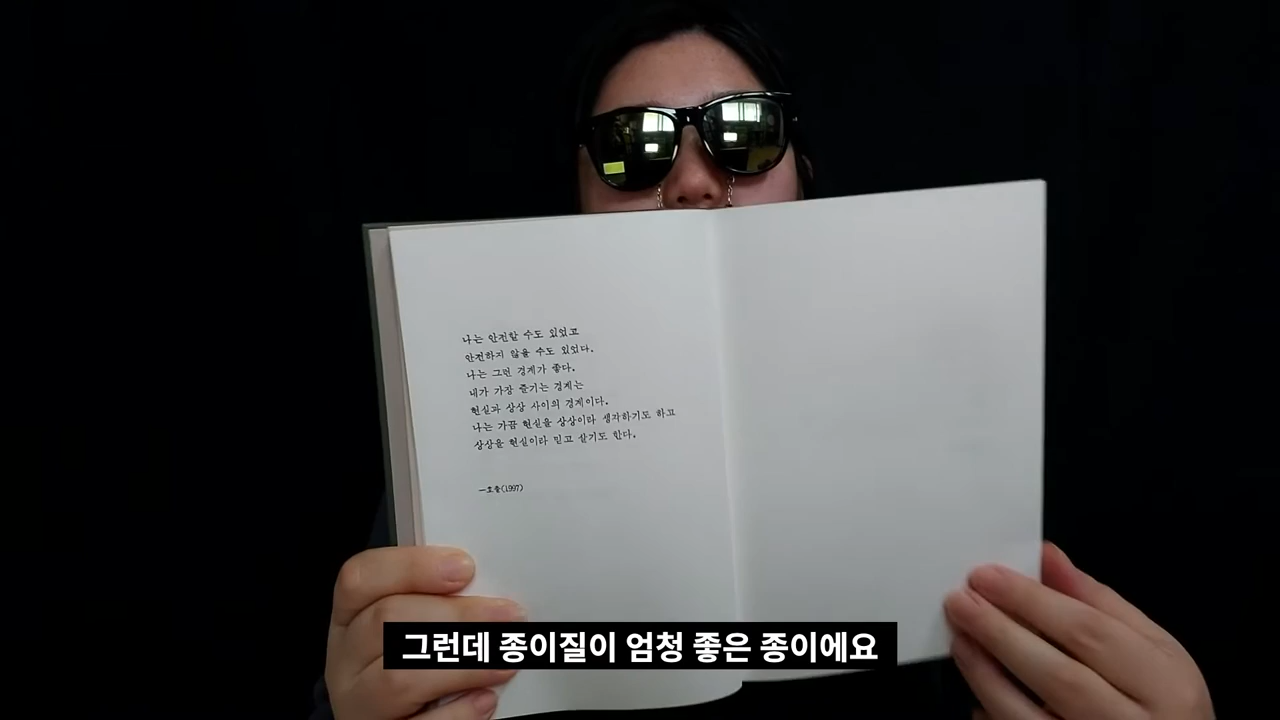 나는 안전할 수도 있었고
안전하지 않을 수도 있었다.
나는 그런 경계가 좋다.
내가 가장 즐기는 경계는
현실과 상상 사이의 경계이다.
나는 가끔 현실을 상상이라 생각하기도 하고
상상을 현실이라 믿고 살기도 한다.
(1997)
그런데 종이질이 엄청 좋은 종이에요